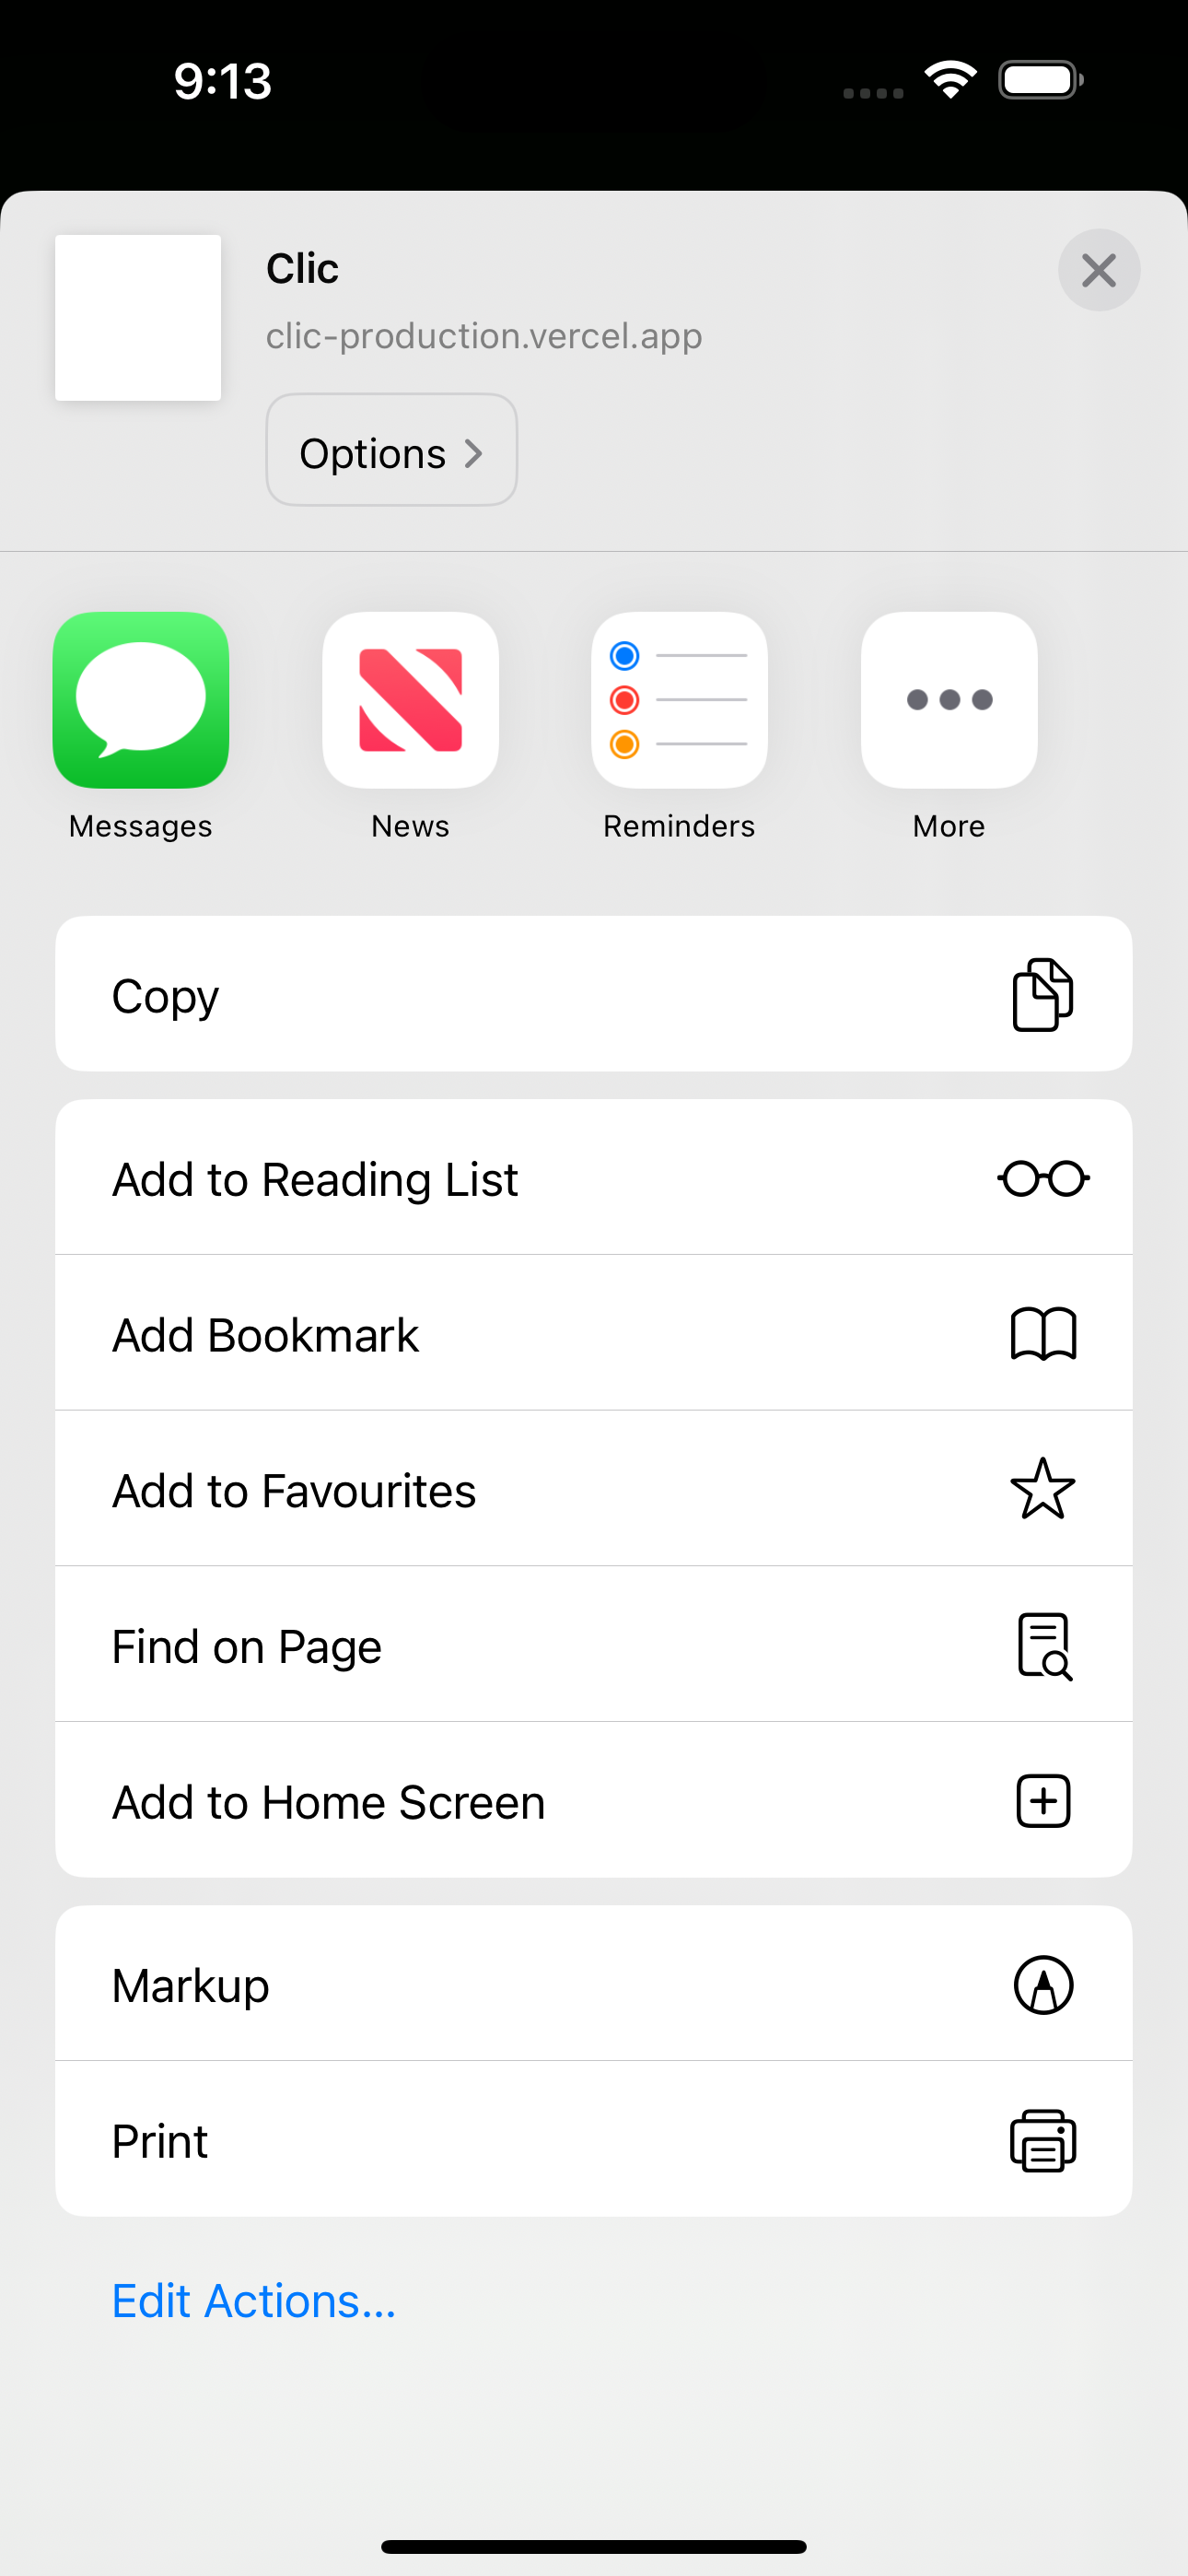 9:13
Clic
clic-production.vercel.app
Options
Messages
News
Reminders
More
Copy
Add to Reading List
Add Bookmark
Add to Favourites
Find on Page
Add to Home Screen
Markup
Print
Edit Actions...